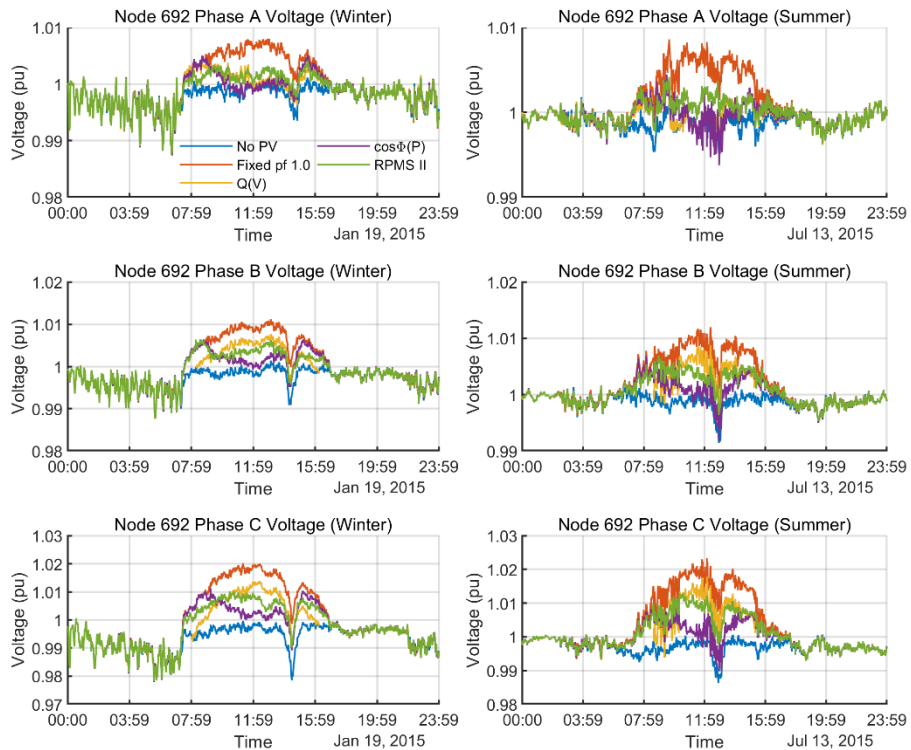 Node 692 Phase A Voltage (Winter)
Voltage (pu)
1.01
1
0.99
0.98
No PV
Fixed pf 1.0
Q(V)
cosΦ(P)
RPMS II
00:00 03:59 07:59 11:59 15:59 19:59 23:59
Time
Jan 19, 2015
Node 692 Phase A Voltage (Summer)
Voltage (pu)
1.01
1
0.99
00:00 03:59 07:59 11:59 15:59 19:59 23:59
Time
Jul 13, 2015
Node 692 Phase B Voltage (Winter)
Voltage (pu)
1.02
1.01
1
0.99
0.98
00:00 03:59 07:59 11:59 15:59 19:59 23:59
Time
Jan 19, 2015
Node 692 Phase B Voltage (Summer)
Voltage (pu)
1.02
1.01
1
0.99
00:00 03:59 07:59 11:59 15:59 19:59 23:59
Time
Jul 13, 2015
Node 692 Phase C Voltage (Winter)
Voltage (pu)
1.03
1.02
1.01
1
0.99
0.98
0.97
00:00 03:59 07:59 11:59 15:59 19:59 23:59
Time
Jan 19, 2015
Node 692 Phase C Voltage (Summer)
Voltage (pu)
1.03
1.02
1.01
1
0.99
0.98
00:00 03:59 07:59 11:59 15:59 19:59 23:59
Time
Jul 13, 2015